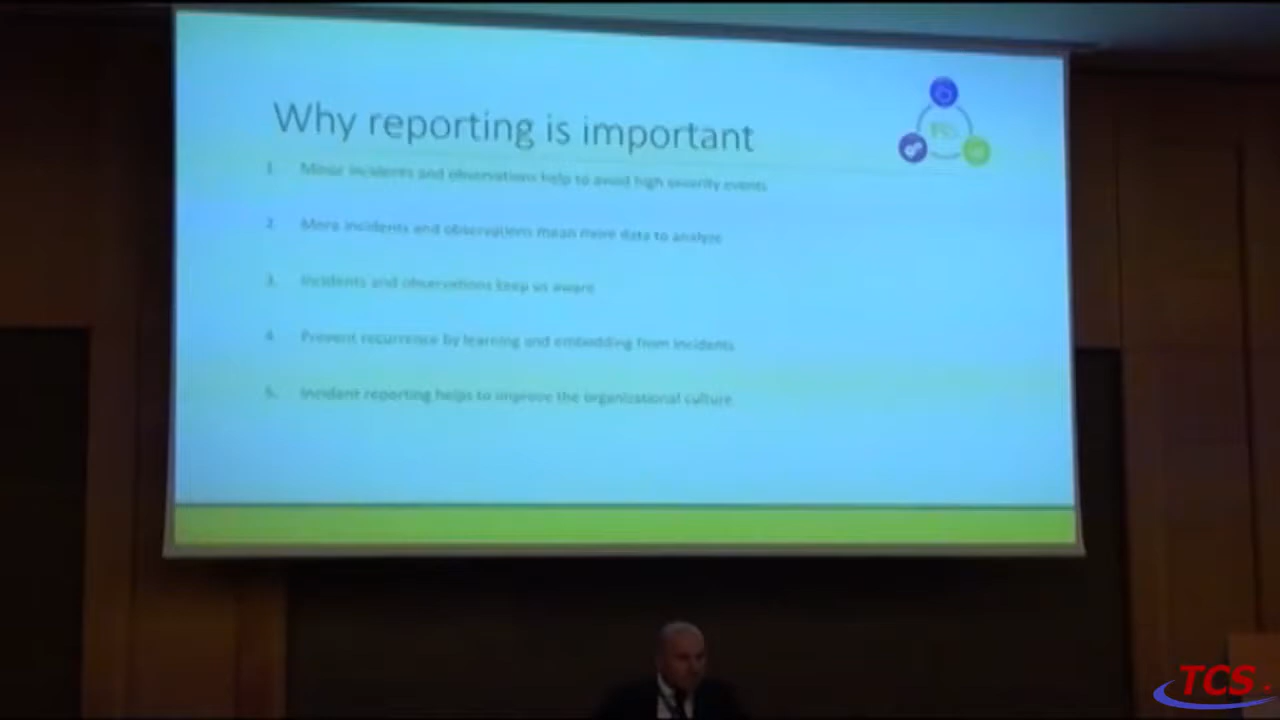 Why reporting is important
1. Minor incidents and observations help to avoid high severity events
2. More incidents and observations mean more data to analyze
3. Incidents and observations keep us aware
4. Prevent recurrence by learning and embedding from incidents
5. Incident reporting helps to improve the organizational culture
TCS